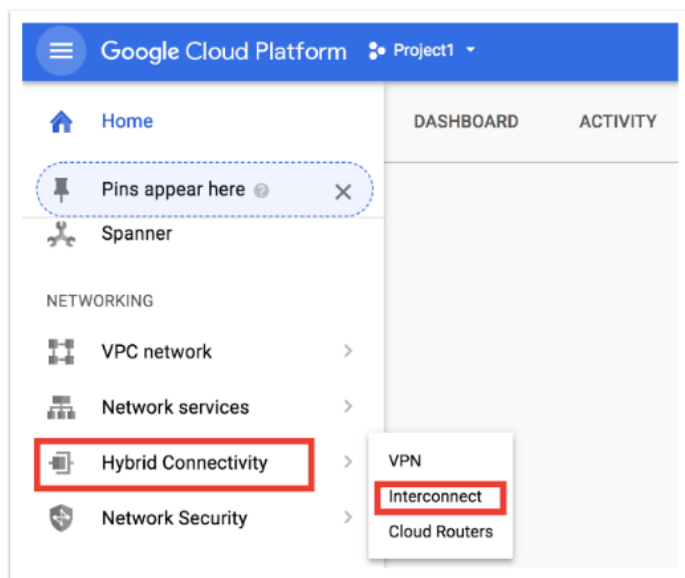 Google Cloud Platform Project1
Home
DASHBOARD ACTIVITY
Pins appear here
Spanner
NETWORKING
VPC network
Network services
Hybrid Connectivity
VPN
Interconnect
Network Security
Cloud Routers